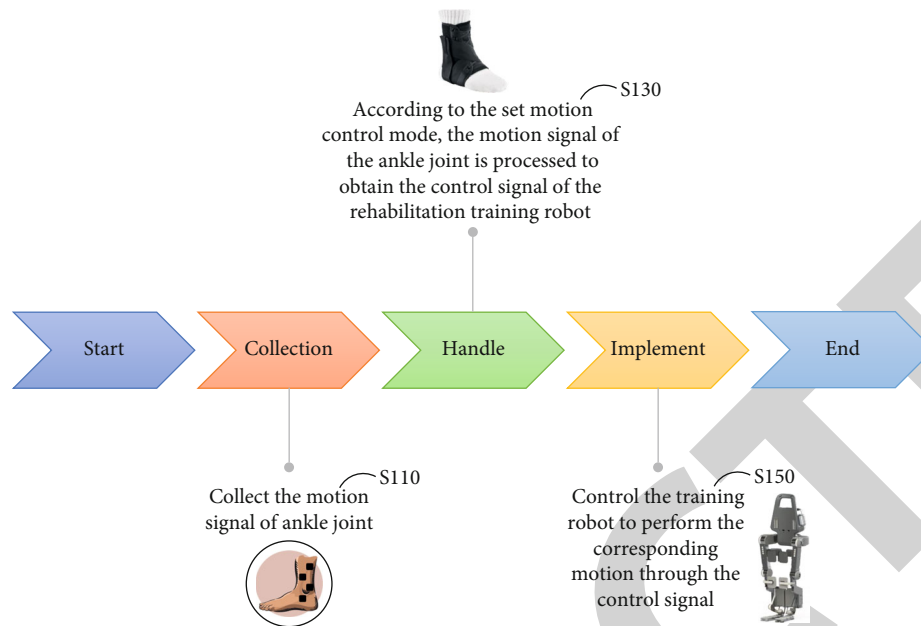 S130
According to the set motion
control mode, the motion signal of
the ankle joint is processed to
obtain the control signal of the
rehabilitation training robot
Start
Collection
Handle
Implement
End
S110
Collect the motion
signal of ankle joint
S150
Control the training
robot to perform the
corresponding
motion through the
control signal